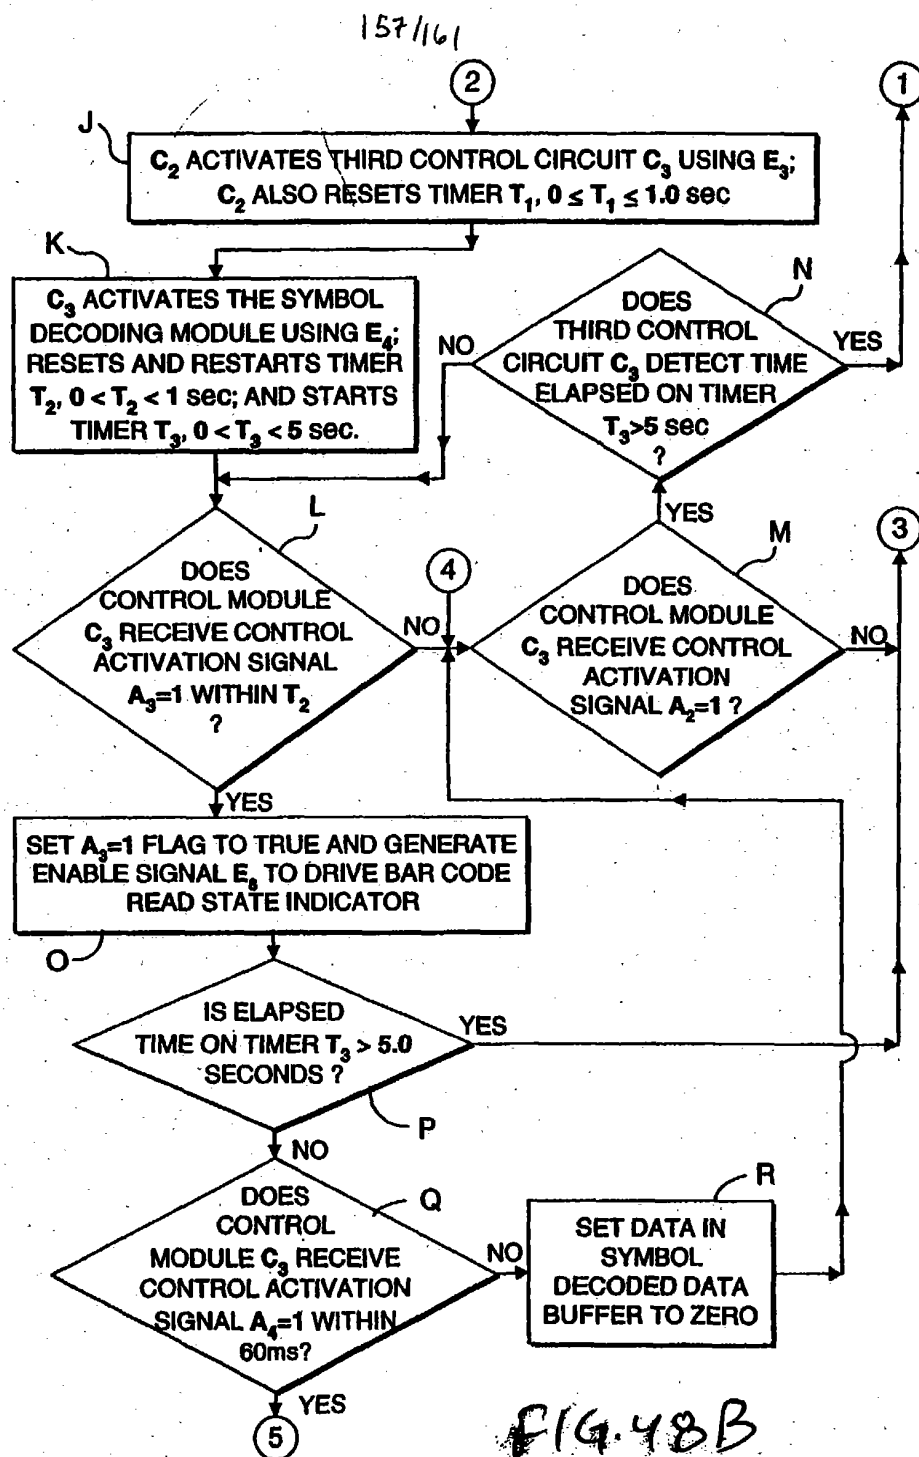 157/161
2
1
J
C₂ ACTIVATES THIRD CONTROL CIRCUIT C₃ USING E₃;
C₂ ALSO RESETS TIMER T₁, 0 ≤ T₁ ≤ 1.0 sec
K
C₃ ACTIVATES THE SYMBOL
DECODING MODULE USING E₄;
RESETS AND RESTARTS TIMER
T₂, 0 < T₂ < 1 sec; AND STARTS
TIMER T₃, 0 < T₃ < 5 sec.
N
DOES
THIRD CONTROL
CIRCUIT C₃ DETECT TIME
ELAPSED ON TIMER
T₃>5 sec
?
NO
YES
YES
L
DOES
CONTROL MODULE
C₃ RECEIVE CONTROL
ACTIVATION SIGNAL
A₃=1 WITHIN T₂
?
NO
YES
4
M
DOES
CONTROL MODULE
C₃ RECEIVE CONTROL
ACTIVATION
SIGNAL A₂=1 ?
NO
3
SET A₃=1 FLAG TO TRUE AND GENERATE
ENABLE SIGNAL E₈ TO DRIVE BAR CODE
READ STATE INDICATOR
O
IS ELAPSED
TIME ON TIMER T₃ > 5.0
SECONDS ?
YES
P
NO
Q
DOES
CONTROL
MODULE C₃ RECEIVE
CONTROL ACTIVATION
SIGNAL A₄=1 WITHIN
60ms?
NO
R
SET DATA IN
SYMBOL
DECODED DATA
BUFFER TO ZERO
YES
5
FIG. 48B